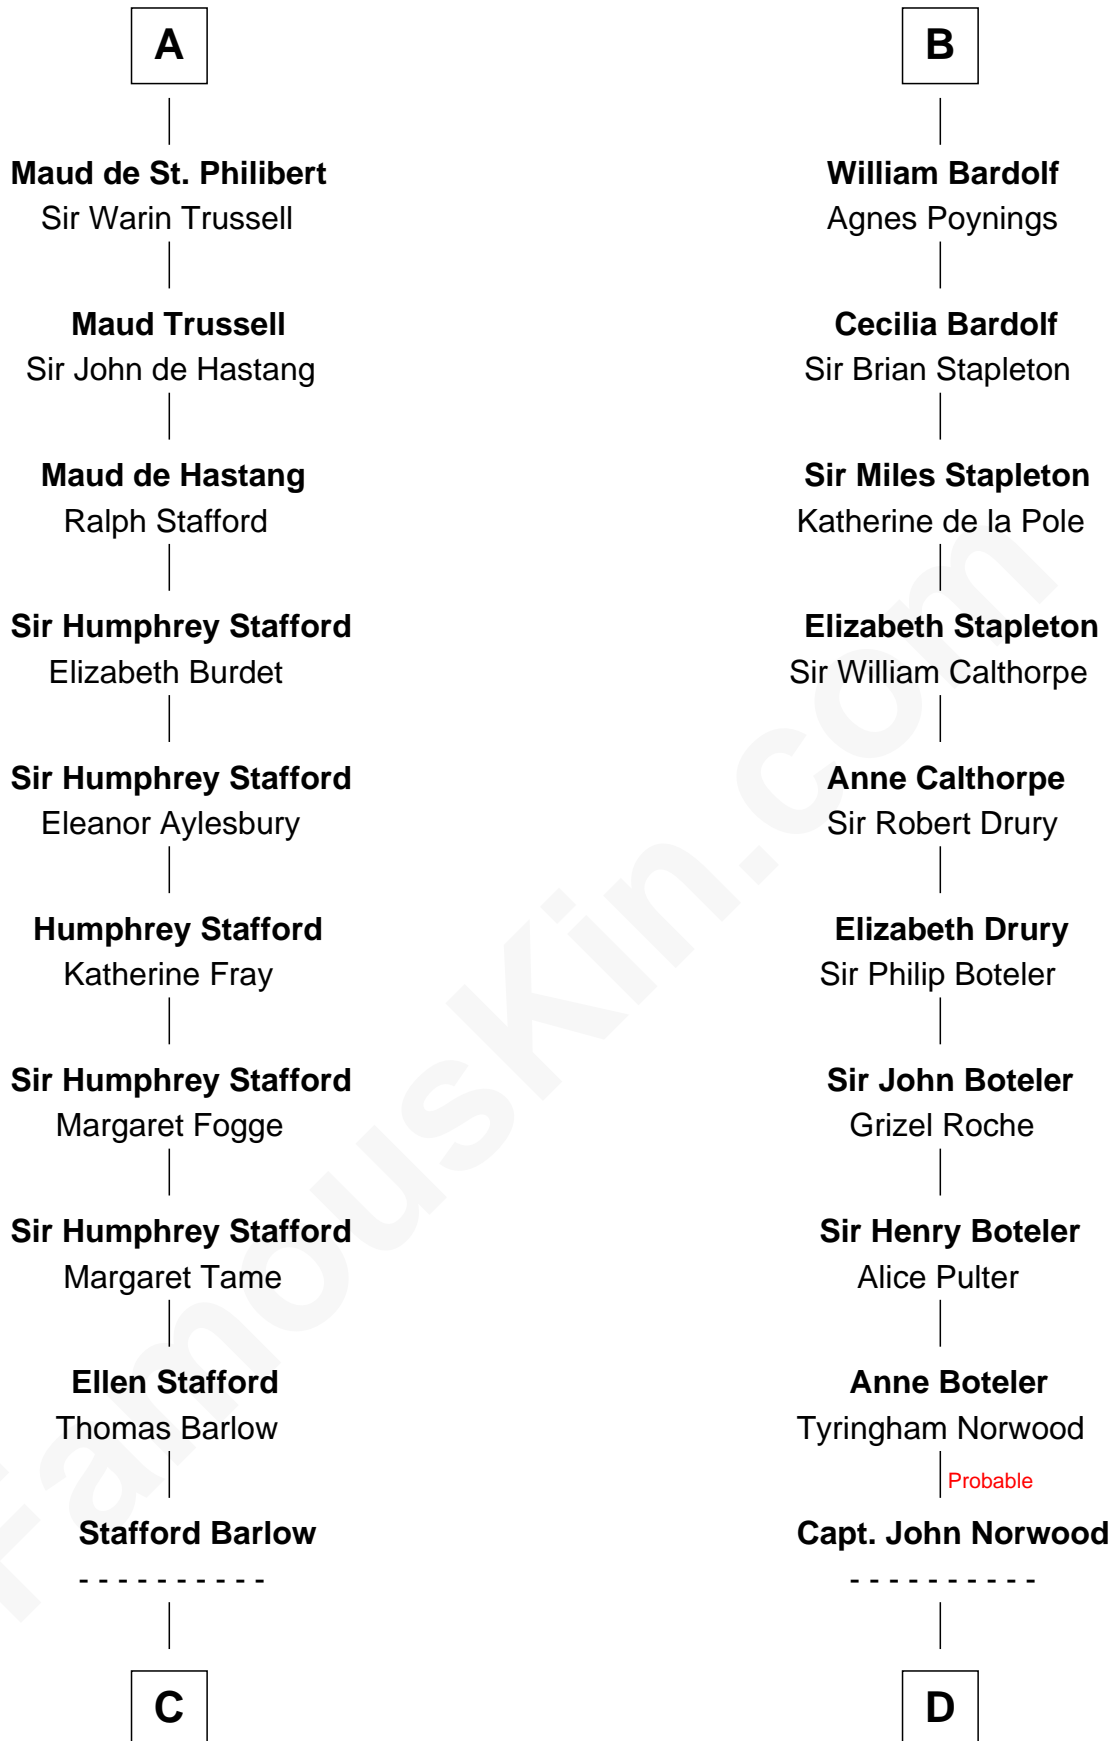 A
Maud de St. Philibert
Sir Warin Trussell
Maud Trussell
Sir John de Hastang
Maud de Hastang
Ralph Stafford
Sir Humphrey Stafford
Elizabeth Burdet
Sir Humphrey Stafford
Eleanor Aylesbury
Humphrey Stafford
Katherine Fray
Sir Humphrey Stafford
Margaret Fogge
Sir Humphrey Stafford
Margaret Tame
Ellen Stafford
Thomas Barlow
Stafford Barlow
- - - - - - - - - -
C
B
William Bardolf
Agnes Poynings
Cecilia Bardolf
Sir Brian Stapleton
Sir Miles Stapleton
Katherine de la Pole
Elizabeth Stapleton
Sir William Calthorpe
Anne Calthorpe
Sir Robert Drury
Elizabeth Drury
Sir Philip Boteler
Sir John Boteler
Grizel Roche
Sir Henry Boteler
Alice Pulter
Anne Boteler
Tyringham Norwood
Probable
Capt. John Norwood
- - - - - - - - - -
D
FamousKin.com